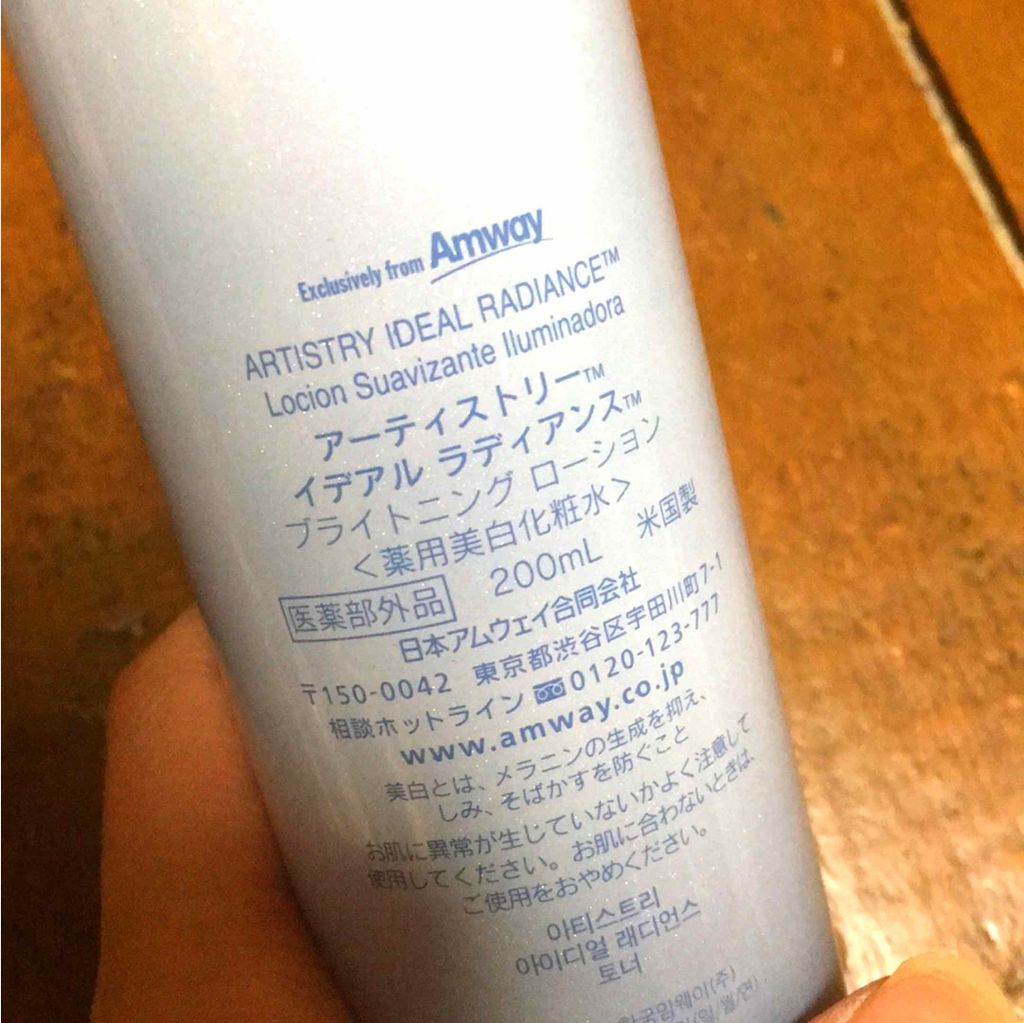 Exclusively from Amway
ARTISTRY IDEAL RADIANCE™
Locion Suavizante Iluminadora
アーティストリー™
イデアル ラディアンス™
ブライトニング ローション
＜薬用美白化粧水＞
医薬部外品 200mL 米国製
日本アムウェイ合同会社
〒150-0042 東京都渋谷区宇田川町7-1
相談ホットライン 0120-123-777
www.amway.co.jp
美白とは、メラニンの生成を抑え、
しみ、そばかすを防ぐこと
お肌に異常が生じていないかよく注意して
使用してください。お肌に合わないときは、
ご使用をおやめください。
아티스트리
아이디얼 래디언스
토너
한국암웨이(주)
일/월/연)